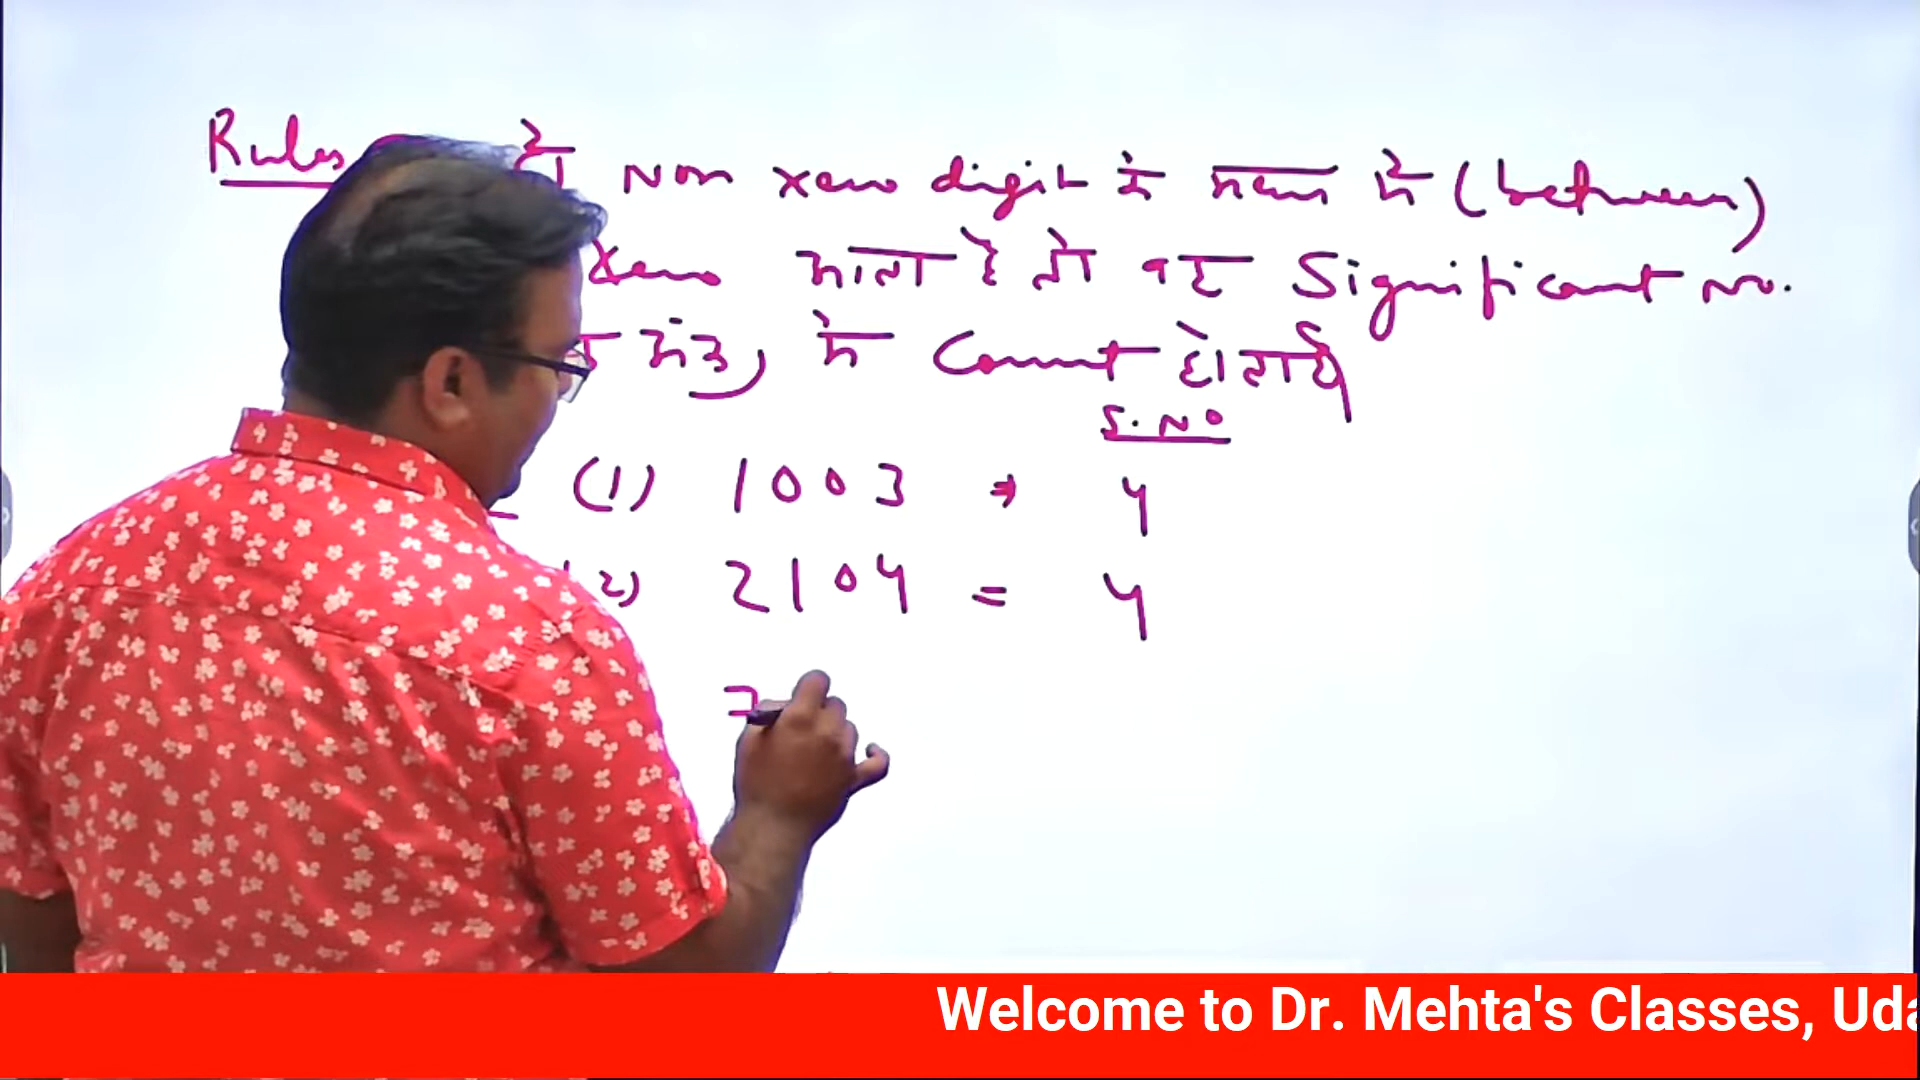 Rules दो Non Zero digit के मध्य में (between)
Zero आता है तो वह Significant No.
में Count होता है
S.No
(1) 1003 → 4
(2) 2104 = 4
Welcome to Dr. Mehta's Classes, Uda